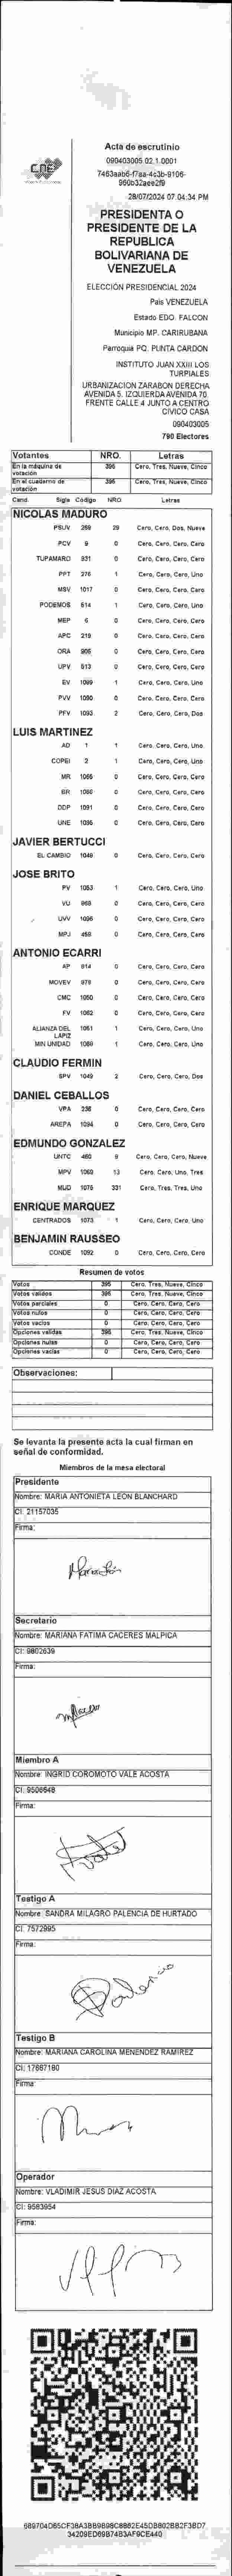 CNE
Acta de escrutinio
090403005.02.1.0001
7463aab6-f7aa-4c3b-9106-
960b32aee2f9
28/07/2024 07:04:34 PM
PRESIDENTA O
PRESIDENTE DE LA
REPUBLICA
BOLIVARIANA DE
VENEZUELA
ELECCIÓN PRESIDENCIAL 2024
País VENEZUELA
Estado EDO. FALCON
Municipio MP. CARIRUBANA
Parroquia PQ. PUNTA CARDON
INSTITUTO JUAN XXIII LOS
TURPIALES
URBANIZACION ZARABON DERECHA
AVENIDA 5. IZQUIERDA AVENIDA 70.
FRENTE CALLE 4 JUNTO A CENTRO
CIVICO CASA
090403005
790 Electores
Votantes NRO. Letras
En la máquina de votación 395 Cero, Tres, Nueve, Cinco
En el cuaderno de votación 395 Cero, Tres, Nueve, Cinco
Cand. Sigla Código NRO Letras
NICOLAS MADURO
PSUV 259 29 Cero, Cero, Dos, Nueve
PCV 9 0 Cero, Cero, Cero, Cero
TUPAMARO 931 0 Cero, Cero, Cero, Cero
PPT 276 1 Cero, Cero, Cero, Uno
MSV 1017 0 Cero, Cero, Cero, Cero
PODEMOS 614 1 Cero, Cero, Cero, Uno
MEP 6 0 Cero, Cero, Cero, Cero
APC 219 0 Cero, Cero, Cero, Cero
ORA 905 0 Cero, Cero, Cero, Cero
UPV 613 0 Cero, Cero, Cero, Cero
EV 1099 1 Cero, Cero, Cero, Uno
PVV 1090 0 Cero, Cero, Cero, Cero
PFV 1093 2 Cero, Cero, Cero, Dos
LUIS MARTINEZ
AD 1 1 Cero, Cero, Cero, Uno
COPEI 2 1 Cero, Cero, Cero, Uno
MR 1065 0 Cero, Cero, Cero, Cero
BR 1060 0 Cero, Cero, Cero, Cero
DDP 1091 0 Cero, Cero, Cero, Cero
UNE 1095 0 Cero, Cero, Cero, Cero
JAVIER BERTUCCI
EL CAMBIO 1048 0 Cero, Cero, Cero, Cero
JOSE BRITO
PV 1053 1 Cero, Cero, Cero, Uno
VU 969 0 Cero, Cero, Cero, Cero
UVV 1096 0 Cero, Cero, Cero, Cero
MPJ 459 0 Cero, Cero, Cero, Cero
ANTONIO ECARRI
AP 914 0 Cero, Cero, Cero, Cero
MOVEV 979 0 Cero, Cero, Cero, Cero
CMC 1050 0 Cero, Cero, Cero, Cero
FV 1062 0 Cero, Cero, Cero, Cero
ALIANZA DEL LAPIZ 1051 1 Cero, Cero, Cero, Uno
MIN UNIDAD 1089 1 Cero, Cero, Cero, Uno
CLAUDIO FERMIN
SPV 1049 2 Cero, Cero, Cero, Dos
DANIEL CEBALLOS
VPA 236 0 Cero, Cero, Cero, Cero
AREPA 1094 0 Cero, Cero, Cero, Cero
EDMUNDO GONZALEZ
UNTC 460 9 Cero, Cero, Cero, Nueve
MPV 1069 13 Cero, Cero, Uno, Tres
MUD 1075 331 Cero, Tres, Tres, Uno
ENRIQUE MARQUEZ
CENTRADOS 1073 1 Cero, Cero, Cero, Uno
BENJAMIN RAUSSEO
CONDE 1092 0 Cero, Cero, Cero, Cero
Resumen de votos
Votos 395 Cero, Tres, Nueve, Cinco
Votos validos 395 Cero, Tres, Nueve, Cinco
Votos parciales 0 Cero, Cero, Cero, Cero
Votos nulos 0 Cero, Cero, Cero, Cero
Votos vacios 0 Cero, Cero, Cero, Cero
Opciones validas 395 Cero, Tres, Nueve, Cinco
Opciones nulas 0 Cero, Cero, Cero, Cero
Opciones vacias 0 Cero, Cero, Cero, Cero
Observaciones:
Se levanta la presente acta la cual firman en
señal de conformidad.
Miembros de la mesa electoral
Presidente
Nombre: MARIA ANTONIETA LEON BLANCHARD
CI: 21157035
Firma:
Secretario
Nombre: MARIANA FATIMA CACERES MALPICA
CI: 9802639
Firma:
Miembro A
Nombre: INGRID COROMOTO VALE ACOSTA
CI: 9506648
Firma:
Testigo A
Nombre: SANDRA MILAGRO PALENCIA DE HURTADO
CI: 7572995
Firma:
Testigo B
Nombre: MARIANA CAROLINA MENENDEZ RAMIREZ
CI: 17667180
Firma:
Operador
Nombre: VLADIMIR JESUS DIAZ ACOSTA
CI: 9583954
Firma:
689704D65CF38A3BB9898C8882E45DBB02BB2F3BD7
34209ED69B74B3AF9CE440